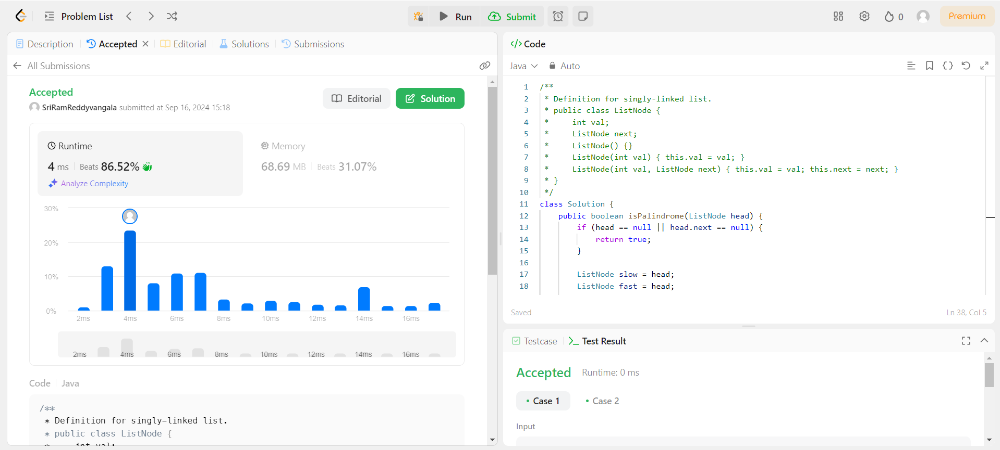 Problem List
Run
Submit
0
Premium
Description
Accepted
Editorial
Solutions
Submissions
All Submissions
Accepted
SriRamReddyvangala submitted at Sep 16, 2024 15:18
Editorial
Solution
Runtime
4 ms
Beats 86.52%
Analyze Complexity
Memory
68.69 MB
Beats 31.07%
30%
20%
10%
0%
2ms 4ms 6ms 8ms 10ms 12ms 14ms 16ms
2ms 4ms 6ms 8ms 10ms 12ms 14ms 16ms
Code Java
/**
* Definition for singly-linked list.
* public class ListNode {
* int val;
Code
Java
Auto
1 /**
2 * Definition for singly-linked list.
3 * public class ListNode {
4 * int val;
5 * ListNode next;
6 * ListNode() {}
7 * ListNode(int val) { this.val = val; }
8 * ListNode(int val, ListNode next) { this.val = val; this.next = next; }
9 * }
10 */
11 class Solution {
12 public boolean isPalindrome(ListNode head) {
13 if (head == null || head.next == null) {
14 return true;
15 }
16
17 ListNode slow = head;
18 ListNode fast = head;
Saved
Ln 38, Col 5
Testcase
>_ Test Result
Accepted
Runtime: 0 ms
• Case 1
• Case 2
Input